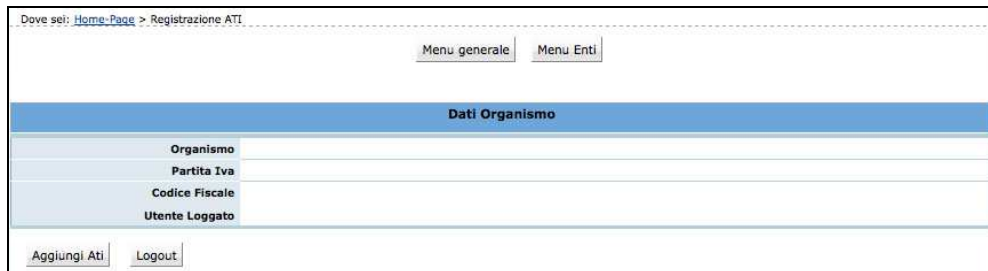 Dove sei: Home-Page > Registrazione ATI
Menu generale Menu Enti
Dati Organismo
Organismo
Partita Iva
Codice Fiscale
Utente Loggato
Aggiungi Ati Logout